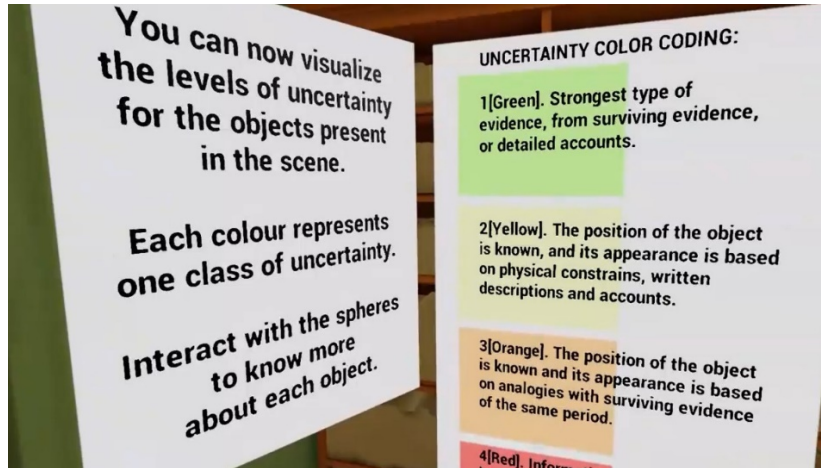 You can now visualize
the levels of uncertainty
for the objects present
in the scene.
Each colour represents
one class of uncertainty.
Interact with the spheres
to know more
about each object.
UNCERTAINTY COLOR CODING:
1[Green]. Strongest type of
evidence, from surviving evidence,
or detailed accounts.
2[Yellow]. The position of the object
is known, and its appearance is based
on physical constrains, written
descriptions and accounts.
3[Orange]. The position of the object
is known and its appearance is based
on analogies with surviving evidence
of the same period.
4[Red].